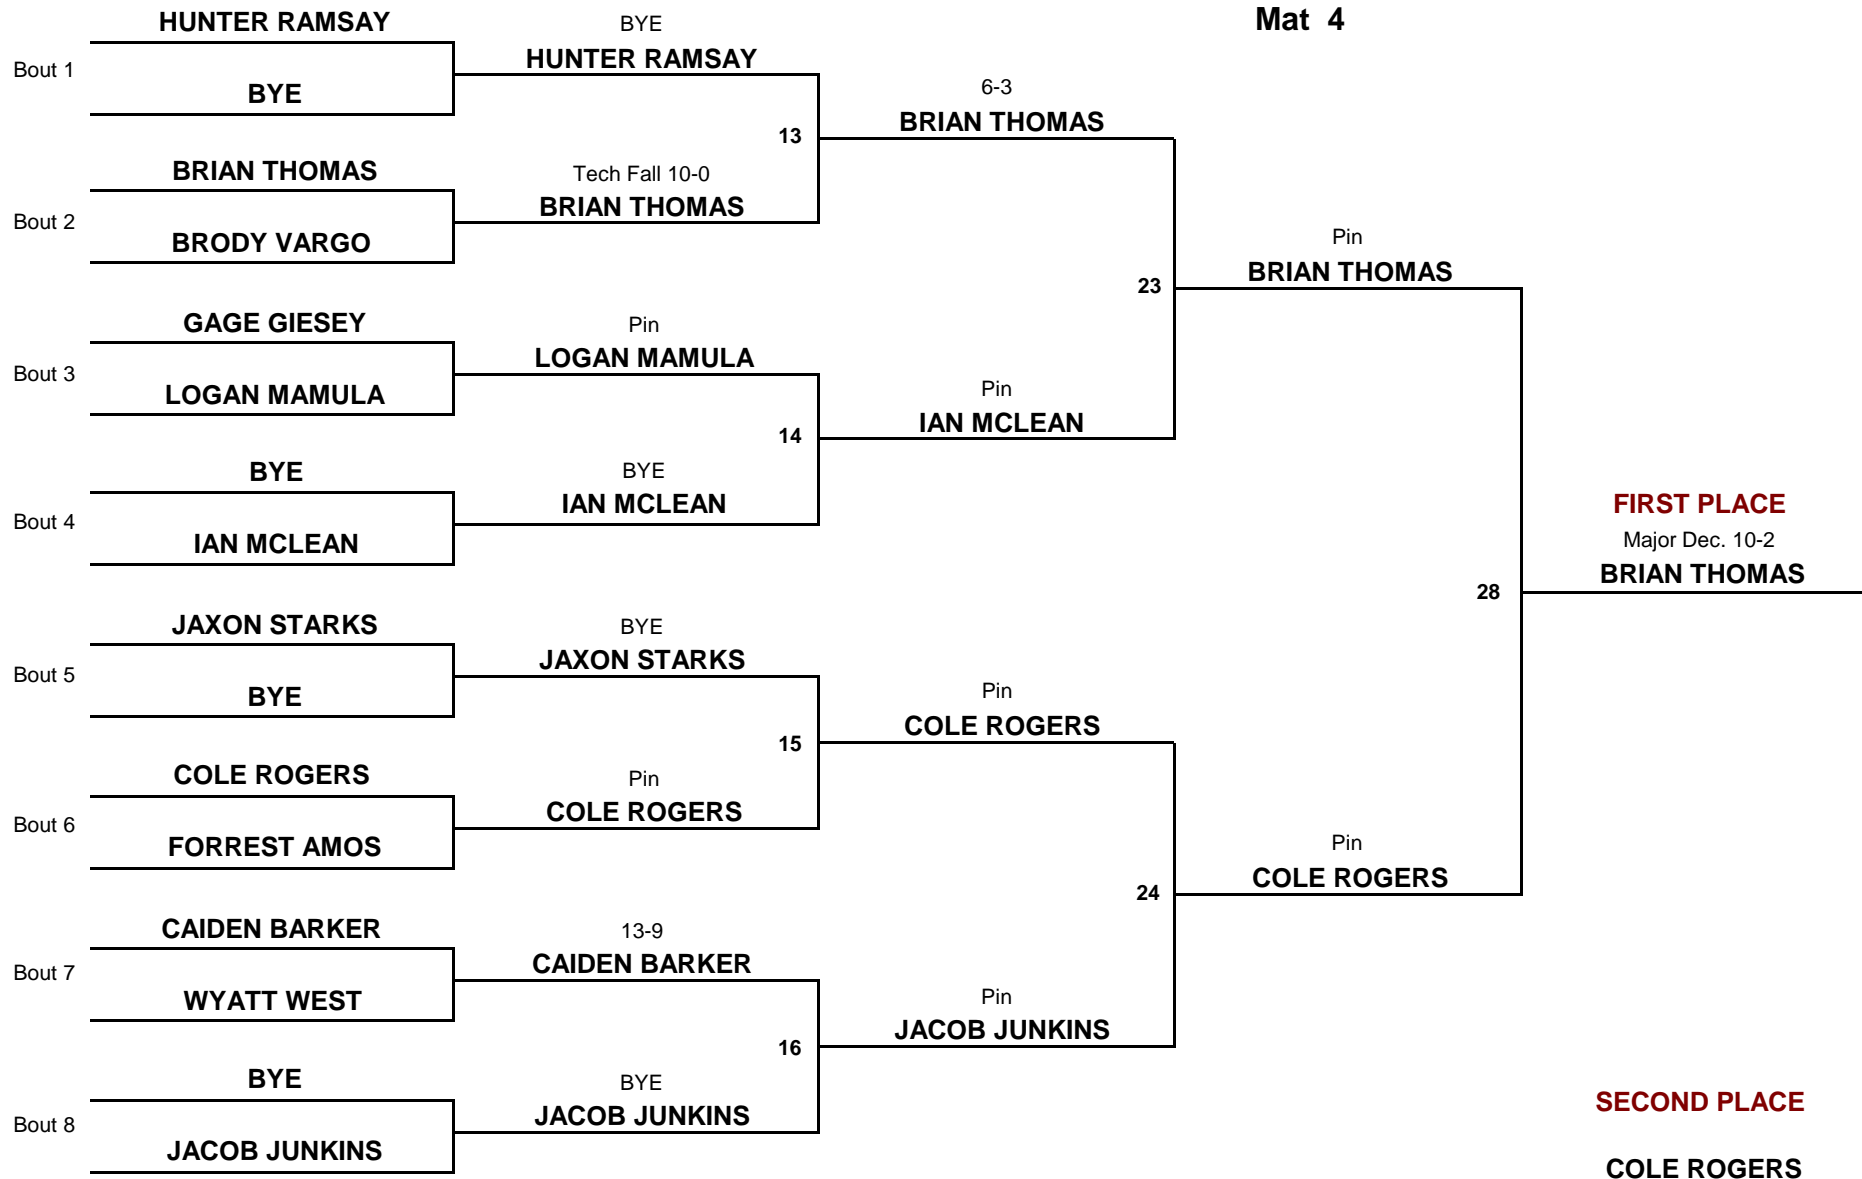 Mat 4
HUNTER RAMSAY
BYE
Bout 1
HUNTER RAMSAY
BYE
6-3
13
BRIAN THOMAS
BRIAN THOMAS
Tech Fall 10-0
Bout 2
BRIAN THOMAS
BRODY VARGO
Pin
23
BRIAN THOMAS
GAGE GIESEY
Pin
Bout 3
LOGAN MAMULA
LOGAN MAMULA
Pin
14
IAN MCLEAN
BYE
BYE
Bout 4
IAN MCLEAN
IAN MCLEAN
FIRST PLACE
Major Dec. 10-2
28
BRIAN THOMAS
JAXON STARKS
BYE
Bout 5
JAXON STARKS
BYE
Pin
15
COLE ROGERS
COLE ROGERS
Pin
Bout 6
COLE ROGERS
FORREST AMOS
Pin
24
COLE ROGERS
CAIDEN BARKER
13-9
Bout 7
CAIDEN BARKER
WYATT WEST
Pin
16
JACOB JUNKINS
BYE
BYE
Bout 8
JACOB JUNKINS
JACOB JUNKINS
SECOND PLACE
COLE ROGERS